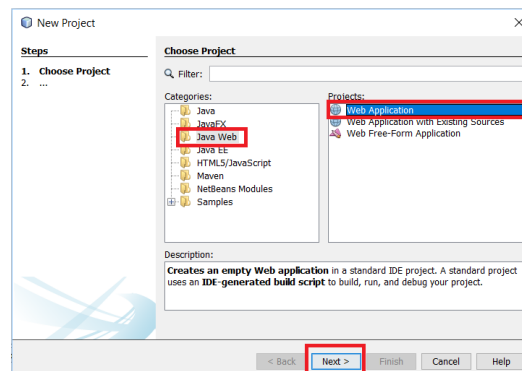 New Project
Steps
1. Choose Project
2. ...
Choose Project
Filter:
Categories:
Java
JavaFX
Java Web
Java EE
HTML5/JavaScript
Maven
NetBeans Modules
Samples
Projects:
Web Application
Web Application with Existing Sources
Web Free-Form Application
Description:
Creates an empty Web application in a standard IDE project. A standard project
uses an IDE-generated build script to build, run, and debug your project.
< Back
Next >
Finish
Cancel
Help